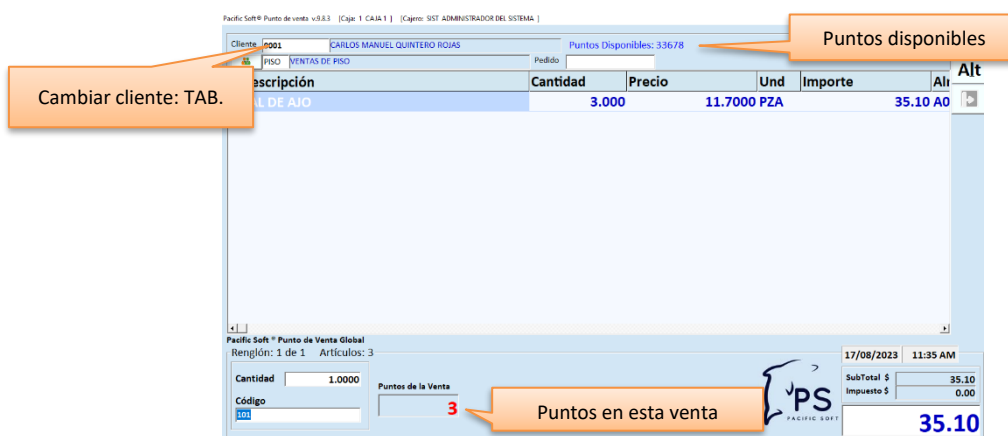 Pacific Soft® Punto de venta v.9.8.3 [Caja: 1 CAJA 1 ] [Cajero: SIST ADMINISTRADOR DEL SISTEMA ]
Puntos disponibles
Cliente 0001 CARLOS MANUEL QUINTERO ROJAS Puntos Disponibles: 33678
PISO VENTAS DE PISO Pedido
Alt
Cambiar cliente: TAB.
escripción Cantidad Precio Und Importe Al
L DE AJO 3.000 11.7000 PZA 35.10 A0
Pacific Soft ® Punto de Venta Global
Renglón: 1 de 1 Artículos: 3
17/08/2023 11:35 AM
Cantidad 1.0000
Puntos de la Venta
3
Código
101
Puntos en esta venta
PS
PACIFIC SOFT
SubTotal $ 35.10
Impuesto $ 0.00
35.10